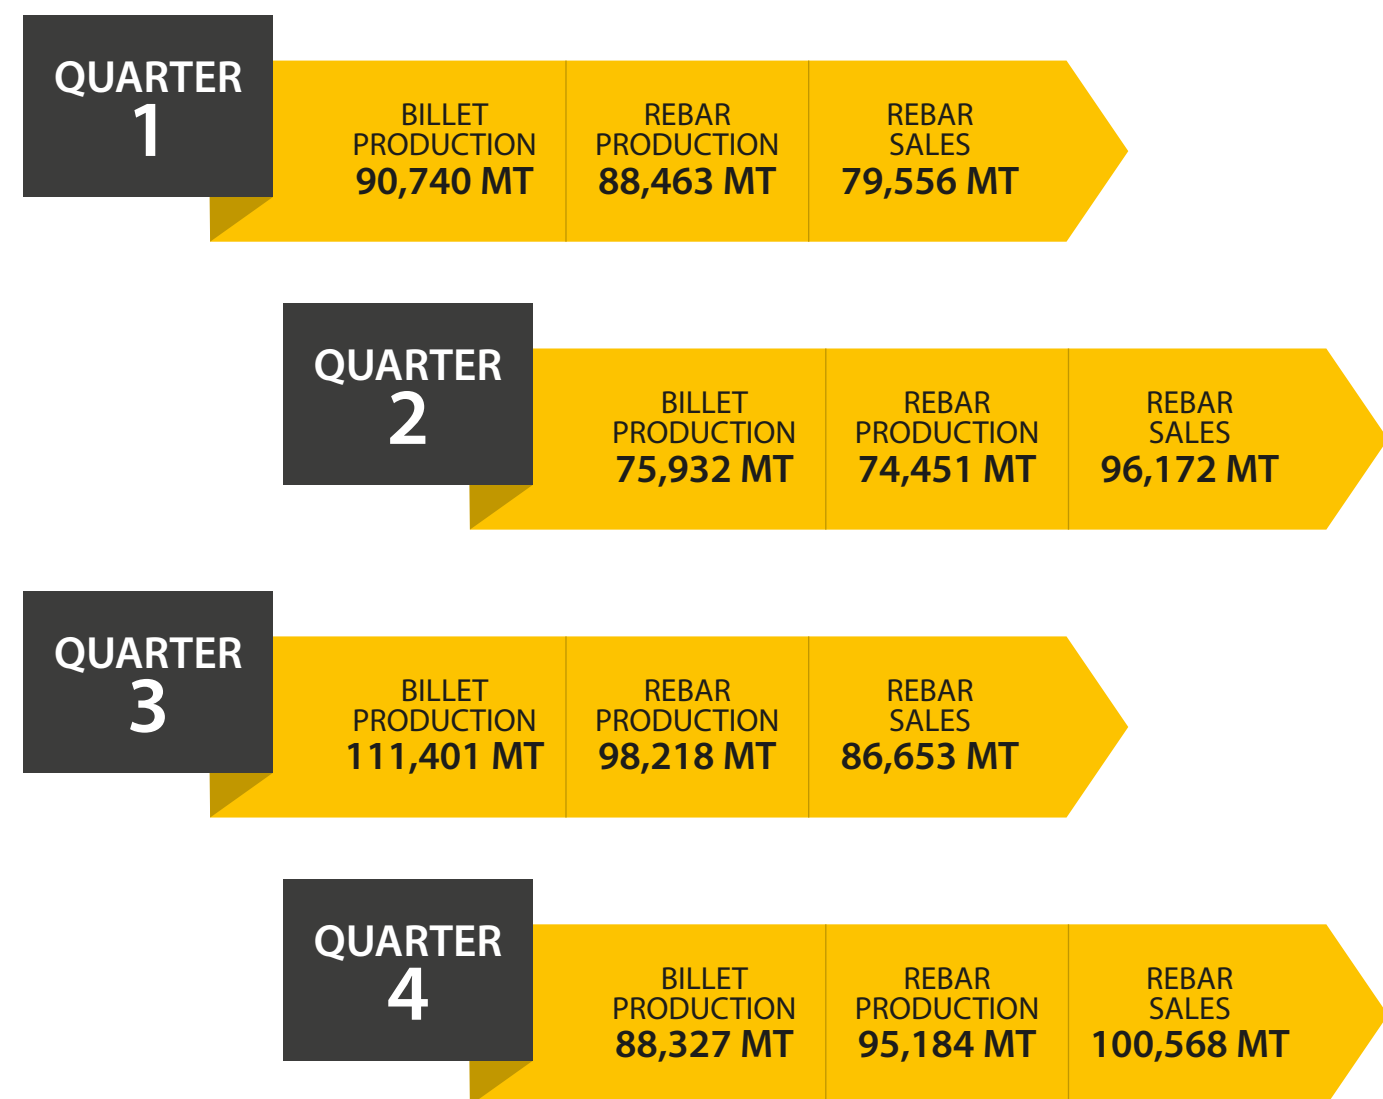 QUARTER
1
BILLET
PRODUCTION
90,740 MT
REBAR
PRODUCTION
88,463 MT
REBAR
SALES
79,556 MT
QUARTER
2
BILLET
PRODUCTION
75,932 MT
REBAR
PRODUCTION
74,451 MT
REBAR
SALES
96,172 MT
QUARTER
3
BILLET
PRODUCTION
111,401 MT
REBAR
PRODUCTION
98,218 MT
REBAR
SALES
86,653 MT
QUARTER
4
BILLET
PRODUCTION
88,327 MT
REBAR
PRODUCTION
95,184 MT
REBAR
SALES
100,568 MT